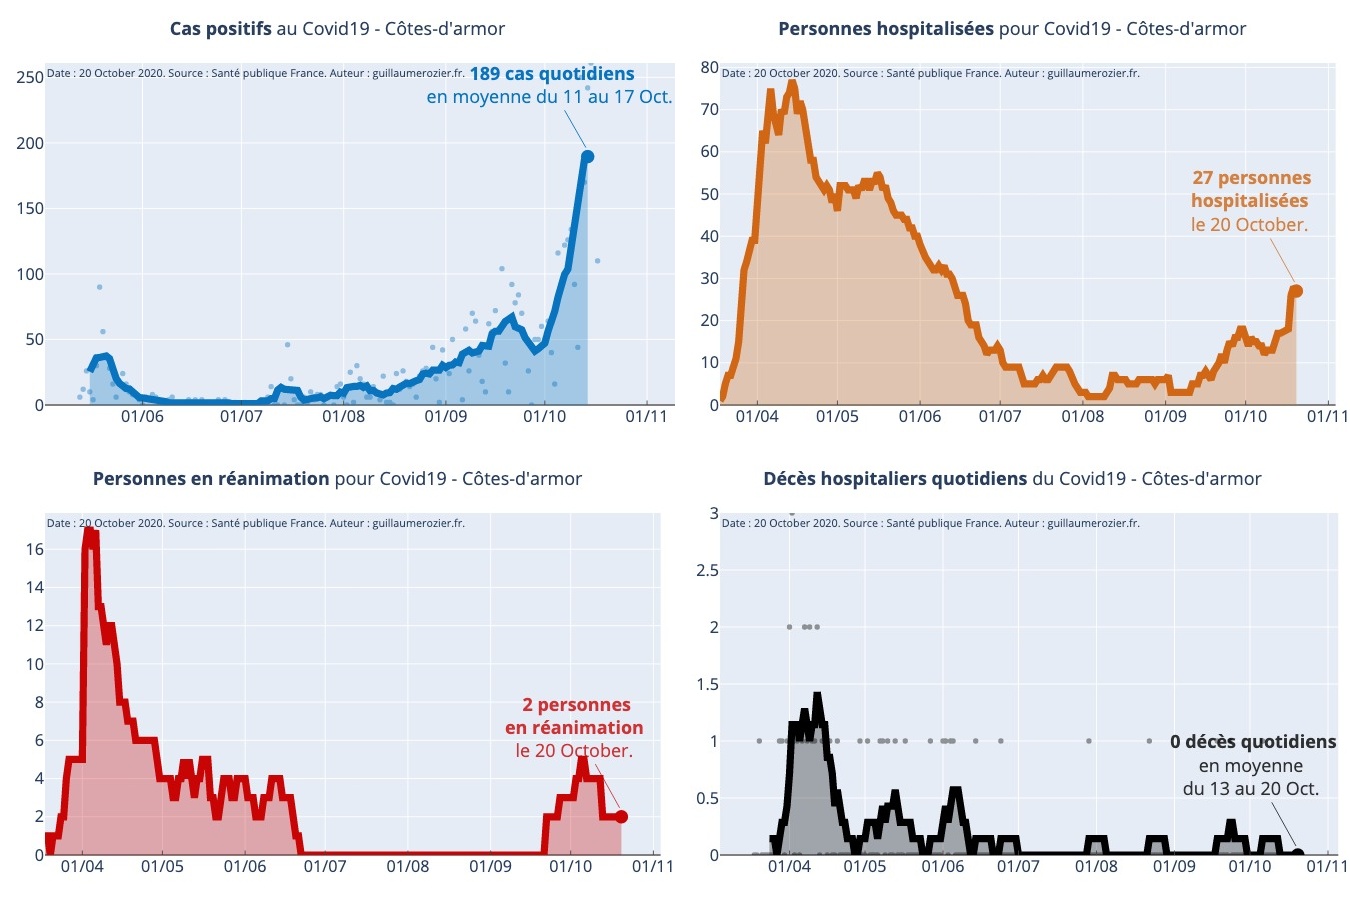 Cas positifs au Covid19 - Côtes-d'armor
Date : 20 October 2020. Source : Santé publique France. Auteur : guillaumerozier.fr.
189 cas quotidiens
en moyenne du 11 au 17 Oct.
250
200
150
100
50
0
01/06 01/07 01/08 01/09 01/10 01/11
Personnes hospitalisées pour Covid19 - Côtes-d'armor
Date : 20 October 2020. Source : Santé publique France. Auteur : guillaumerozier.fr.
27 personnes
hospitalisées
le 20 October.
80
70
60
50
40
30
20
10
0
01/04 01/05 01/06 01/07 01/08 01/09 01/10 01/11
Personnes en réanimation pour Covid19 - Côtes-d'armor
Date : 20 October 2020. Source : Santé publique France. Auteur : guillaumerozier.fr.
2 personnes
en réanimation
le 20 October.
16
14
12
10
8
6
4
2
0
01/04 01/05 01/06 01/07 01/08 01/09 01/10 01/11
Décès hospitaliers quotidiens du Covid19 - Côtes-d'armor
Date : 20 October 2020. Source : Santé publique France. Auteur : guillaumerozier.fr.
0 décès quotidiens
en moyenne
du 13 au 20 Oct.
3
2.5
2
1.5
1
0.5
0
01/04 01/05 01/06 01/07 01/08 01/09 01/10 01/11